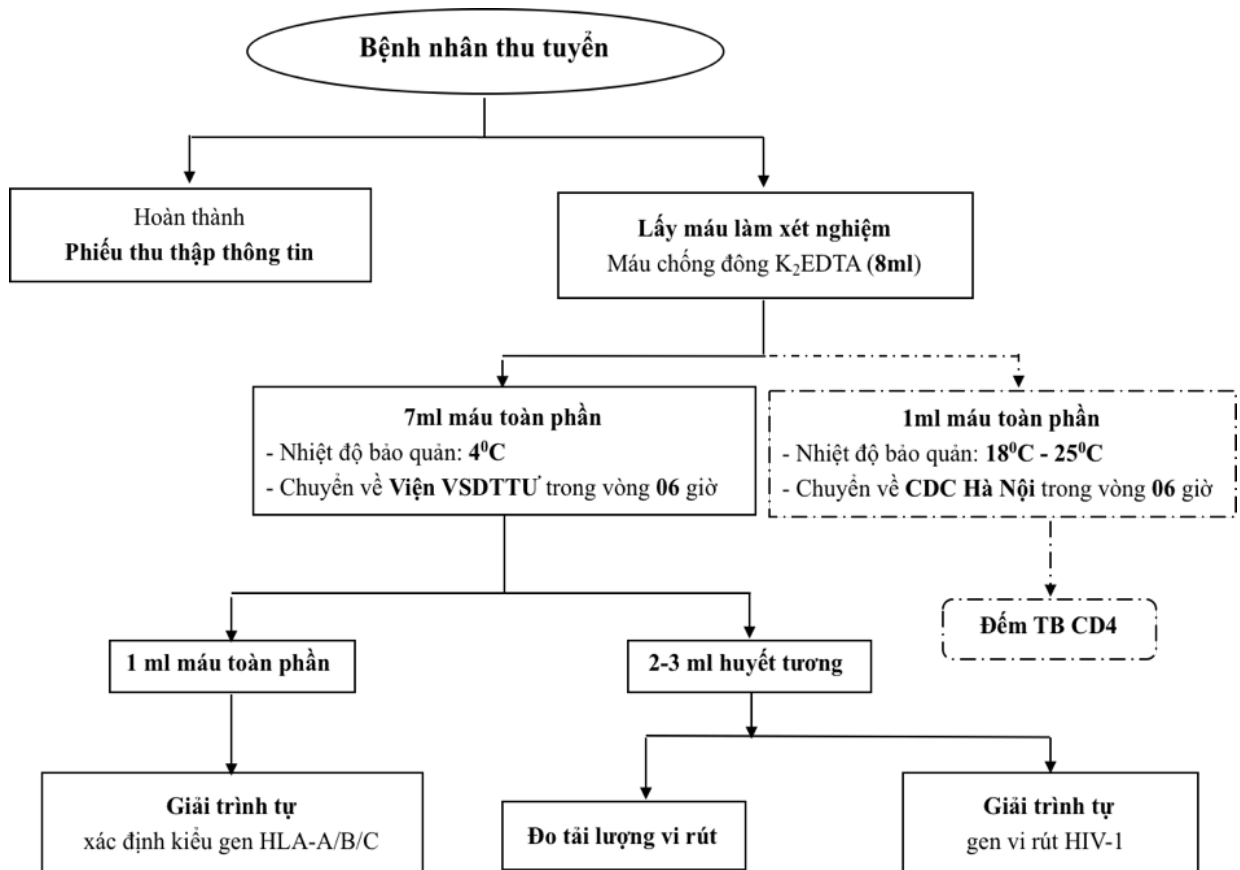 Bệnh nhân thu tuyển
Hoàn thành
Phiếu thu thập thông tin
Lấy máu làm xét nghiệm
Máu chống đông K₂EDTA (8ml)
7ml máu toàn phần
- Nhiệt độ bảo quản: 4⁰C
- Chuyển về Viện VSDTTƯ trong vòng 06 giờ
1ml máu toàn phần
- Nhiệt độ bảo quản: 18⁰C - 25⁰C
- Chuyển về CDC Hà Nội trong vòng 06 giờ
Đếm TB CD4
1 ml máu toàn phần
2-3 ml huyết tương
Giải trình tự
xác định kiểu gen HLA-A/B/C
Đo tải lượng vi rút
Giải trình tự
gen vi rút HIV-1